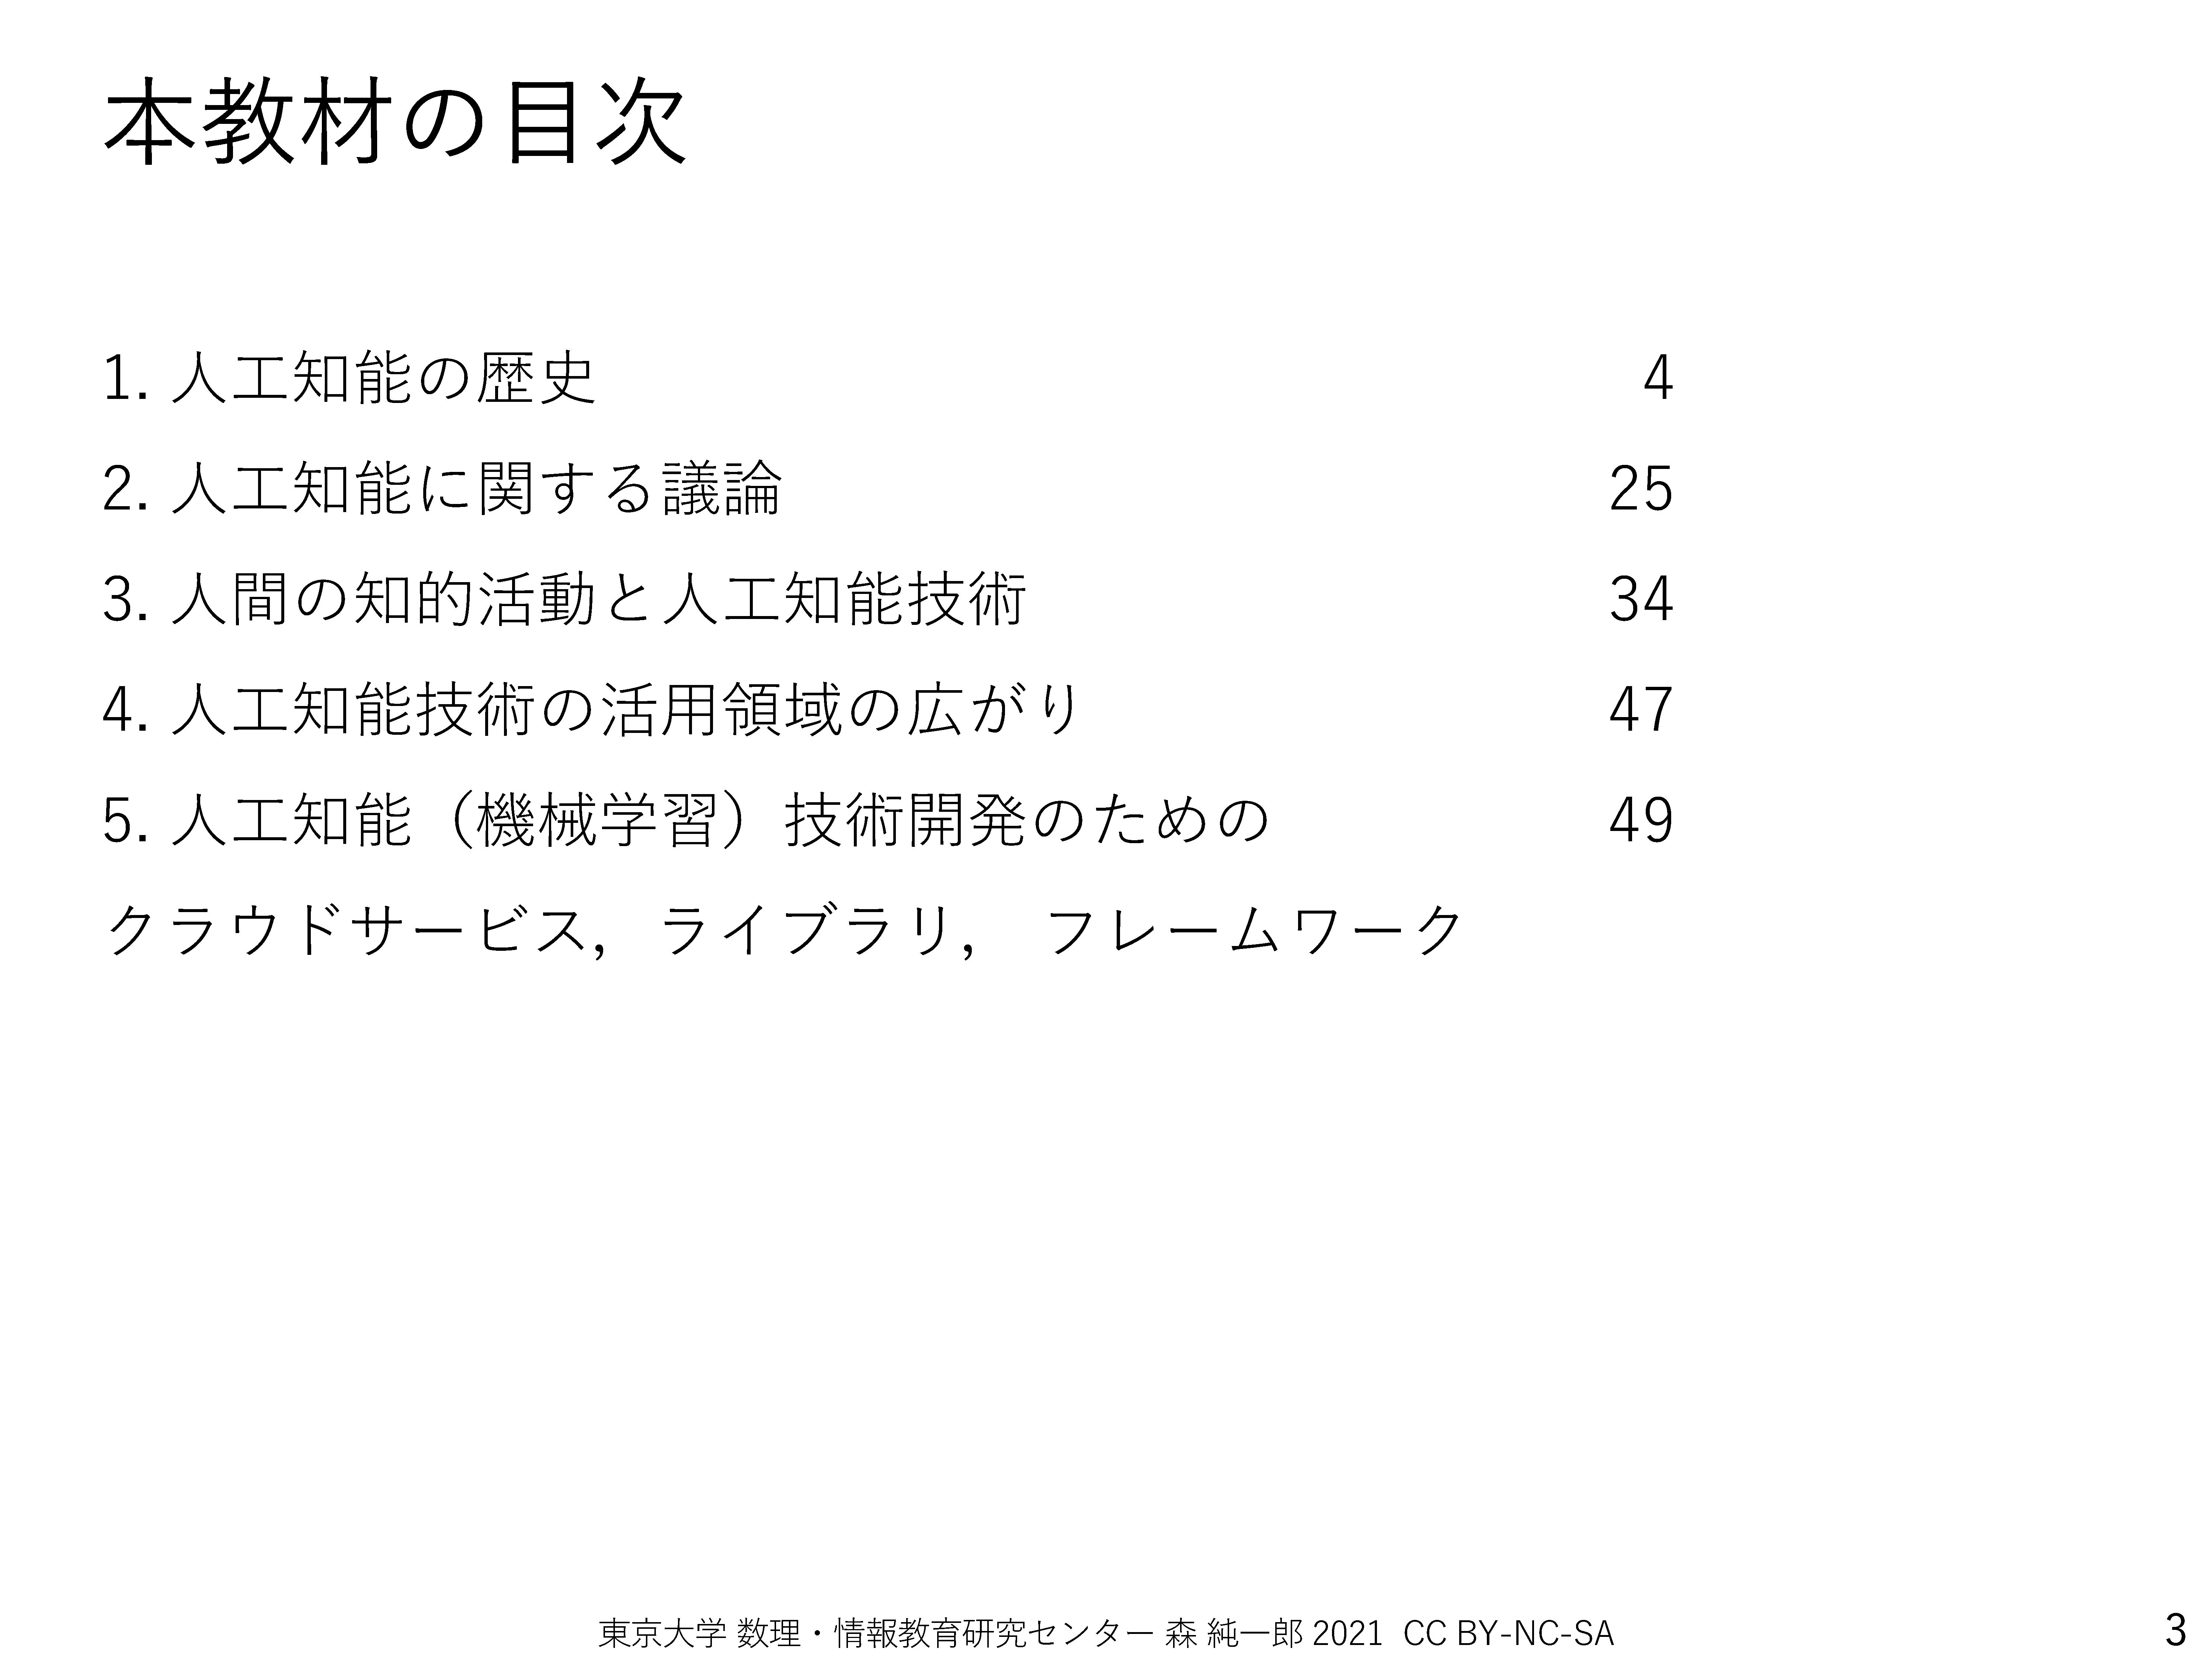 本教材の目次
1. 人工知能の歴史 4
2. 人工知能に関する議論 25
3. 人間の知的活動と人工知能技術 34
4. 人工知能技術の活用領域の広がり 47
5. 人工知能（機械学習）技術開発のための 49
クラウドサービス， ライブラリ， フレームワーク
東京大学 数理・情報教育研究センター 森 純一郎 2021 CC BY-NC-SA 3